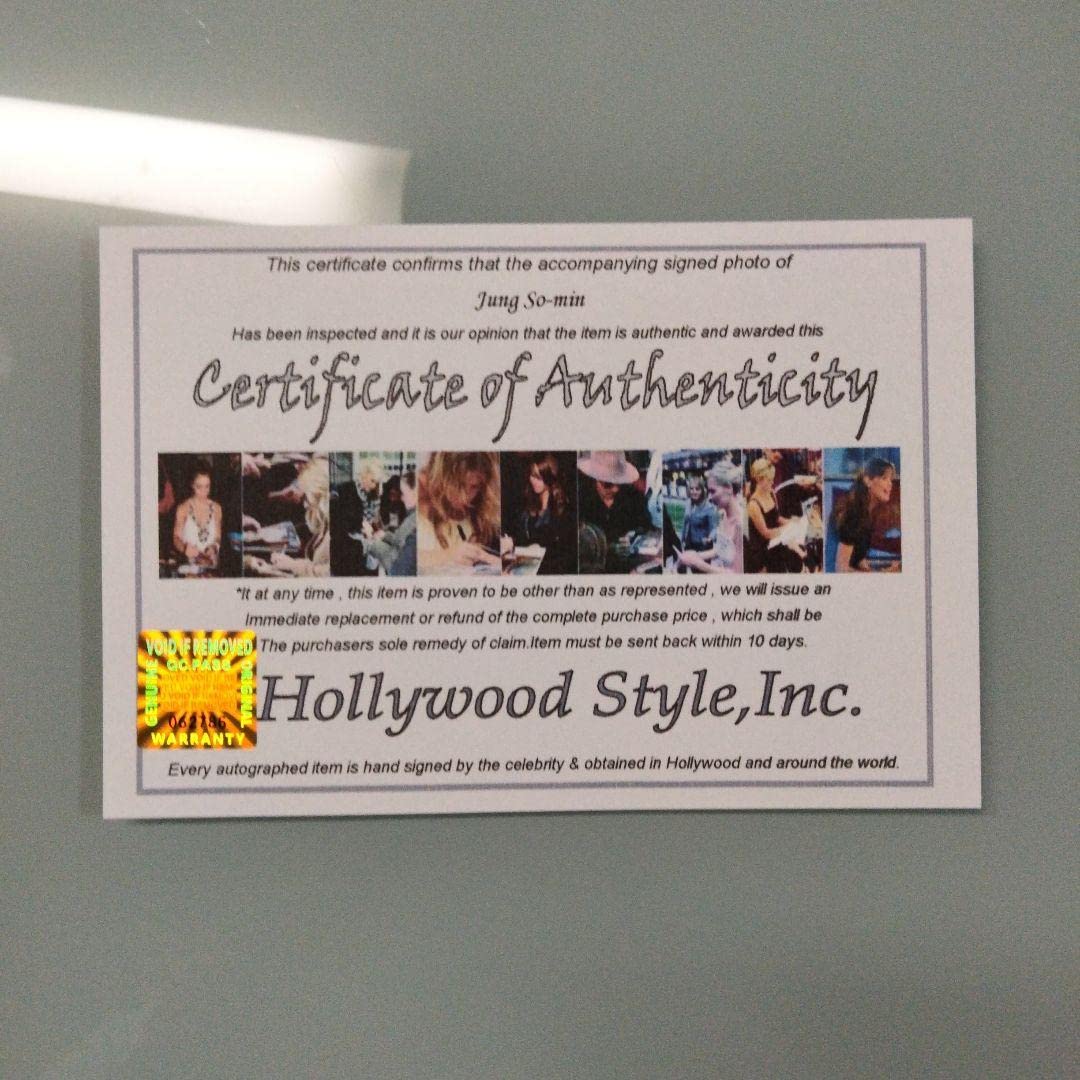 This certificate confirms that the accompanying signed photo of
Jung So-min
Has been inspected and it is our opinion that the item is authentic and awarded this
Certificate of Authenticity
*It at any time , this item is proven to be other than as represented , we will issue an
Immediate replacement or refund of the complete purchase price , which shall be
The purchasers sole remedy of claim.Item must be sent back within 10 days.
VOID IF REMOVED
QC PASS
GENUINE
ORIGINAL
062786
WARRANTY
Hollywood Style,Inc.
Every autographed item is hand signed by the celebrity & obtained in Hollywood and around the world.